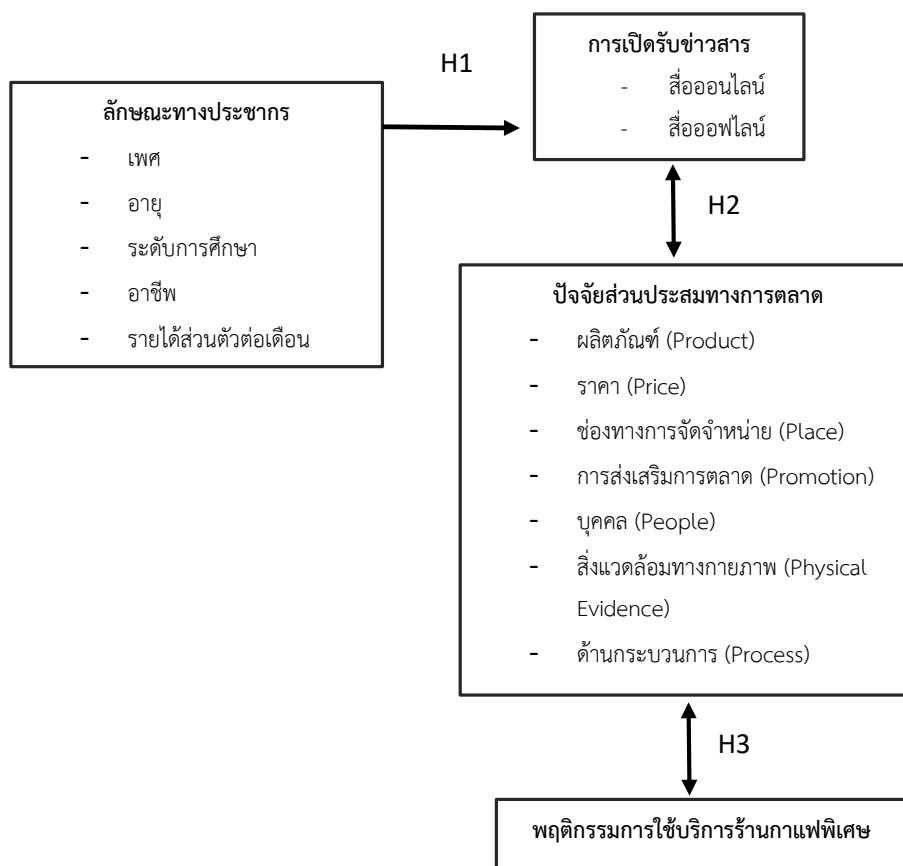 H1
การเปิดรับข่าวสาร
- สื่อออนไลน์
- สื่อออฟไลน์
ลักษณะทางประชากร
- เพศ
- อายุ
- ระดับการศึกษา
- อาชีพ
- รายได้ส่วนตัวต่อเดือน
H2
ปัจจัยส่วนประสมทางการตลาด
- ผลิตภัณฑ์ (Product)
- ราคา (Price)
- ช่องทางการจัดจำหน่าย (Place)
- การส่งเสริมการตลาด (Promotion)
- บุคคล (People)
- สิ่งแวดล้อมทางกายภาพ (Physical
Evidence)
- ด้านกระบวนการ (Process)
H3
พฤติกรรมการใช้บริการร้านกาแฟพิเศษ